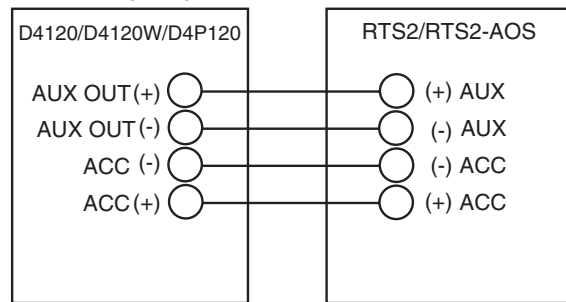 D4120/D4120W/D4P120
AUX OUT (+)
AUX OUT (-)
ACC (-)
ACC (+)
RTS2/RTS2-AOS
(+) AUX
(-) AUX
(-) ACC
(+) ACC